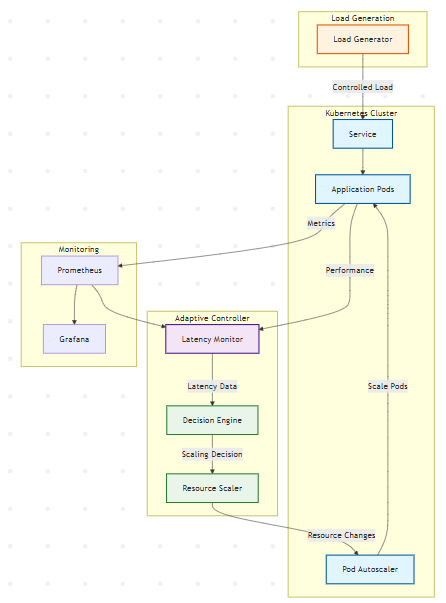 Load Generation
Load Generator
Controlled Load
Kubernetes Cluster
Service
Application Pods
Metrics
Monitoring
Prometheus
Performance
Adaptive Controller
Grafana
Latency Monitor
Latency Data
Scale Pods
Decision Engine
Scaling Decision
Resource Scaler
Resource Changes
Pod Autoscaler